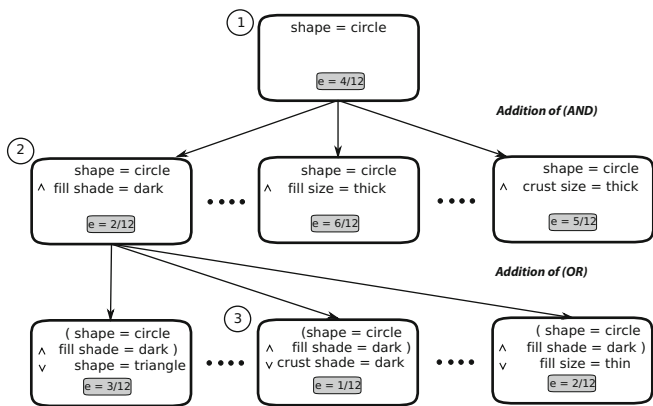 1
shape = circle
e = 4/12
Addition of (AND)
2
shape = circle
^ fill shade = dark
e = 2/12
shape = circle
^ fill size = thick
e = 6/12
shape = circle
^ crust size = thick
e = 5/12
Addition of (OR)
( shape = circle
^ fill shade = dark )
v shape = triangle
e = 3/12
3
(shape = circle
^ fill shade = dark )
v crust shade = dark
e = 1/12
( shape = circle
^ fill shade = dark )
v fill size = thin
e = 2/12